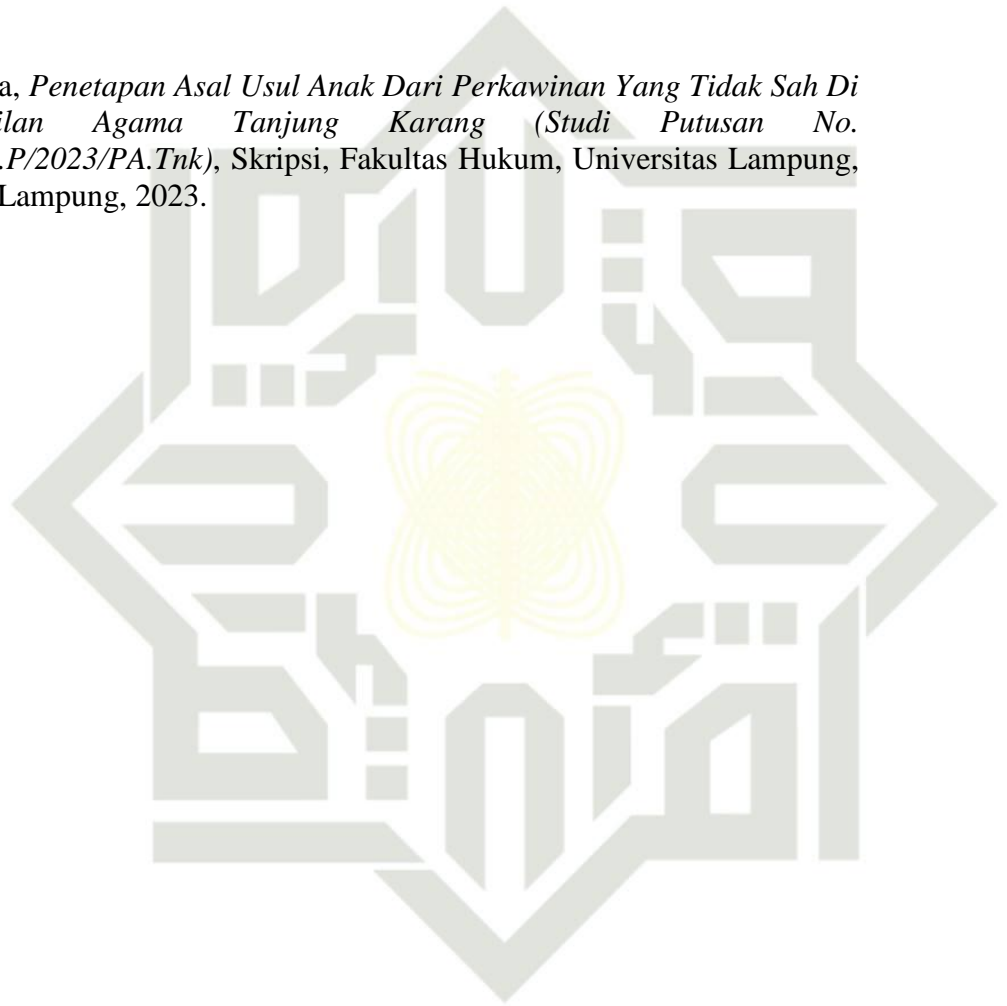 a, Penetapan Asal Usul Anak Dari Perkawinan Yang Tidak Sah Di
ilan Agama Tanjung Karang (Studi Putusan No.
.P/2023/PA.Tnk), Skripsi, Fakultas Hukum, Universitas Lampung,
Lampung, 2023.